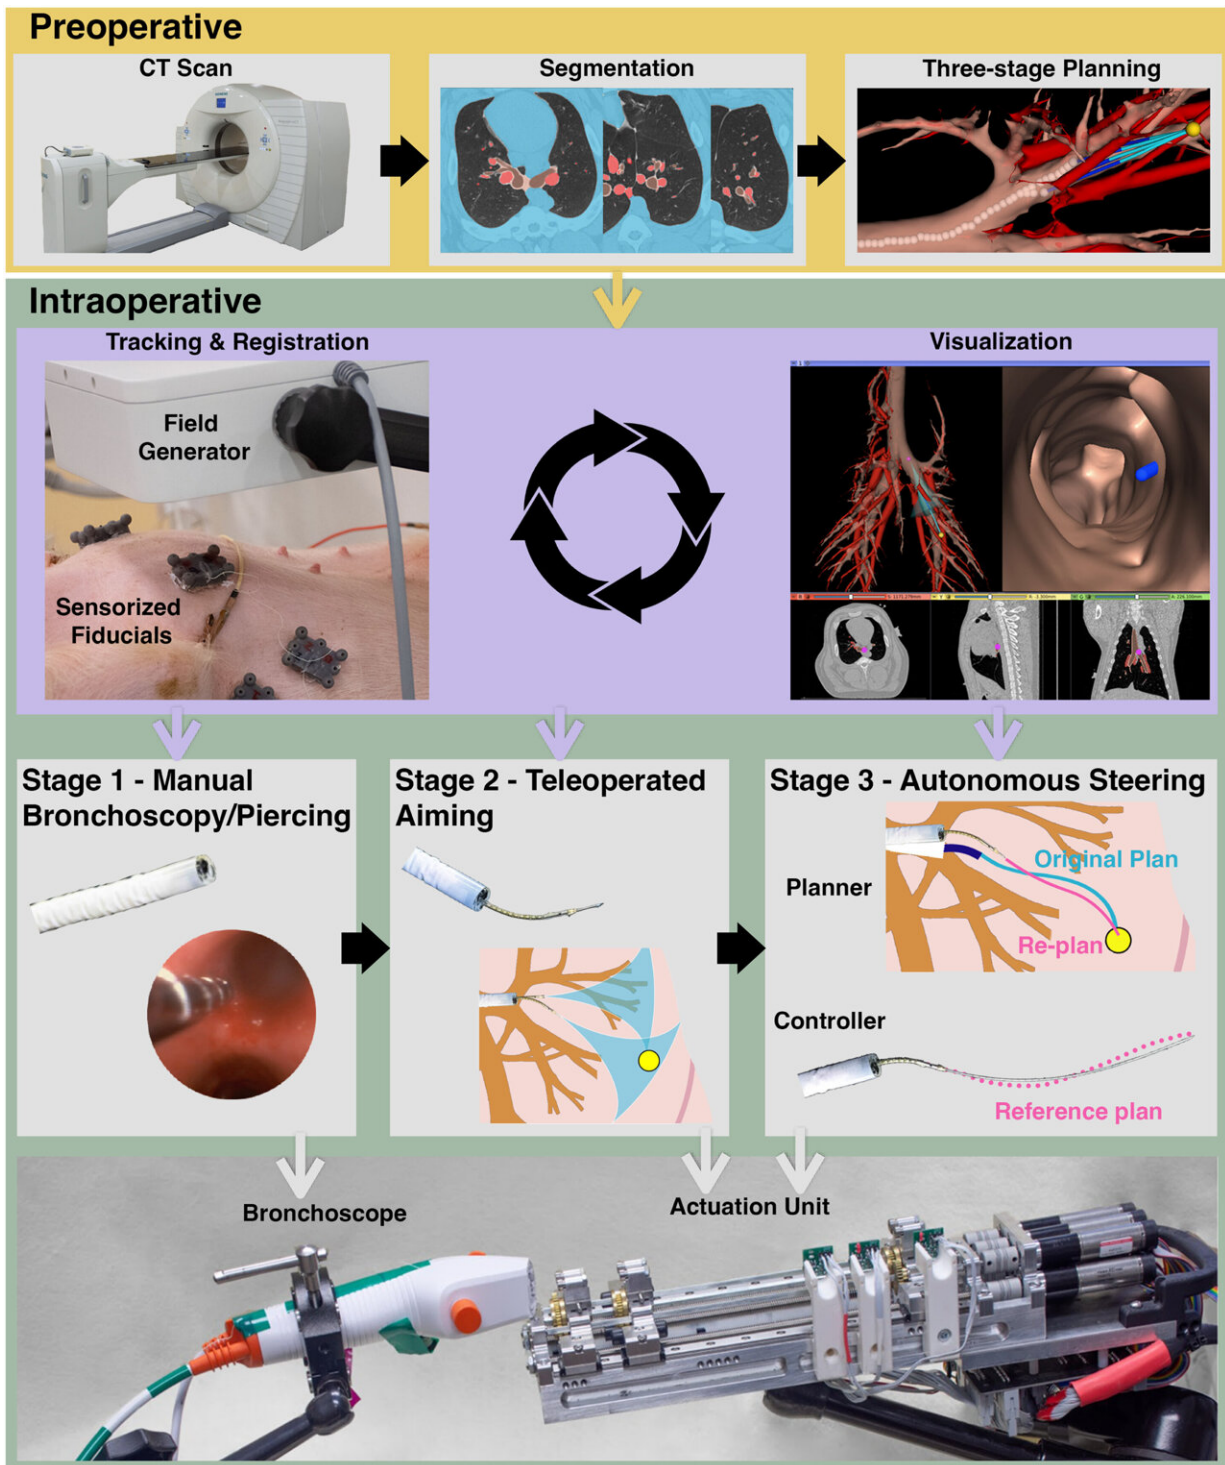 Preoperative
CT Scan
Segmentation
Three-stage Planning
Intraoperative
Tracking & Registration
Visualization
Field
Generator
Sensorized
Fiducials
Stage 1 - Manual
Bronchoscopy/Piercing
Stage 2 - Teleoperated
Aiming
Stage 3 - Autonomous Steering
Planner
Original Plan
Re-plan
Controller
Reference plan
Bronchoscope
Actuation Unit